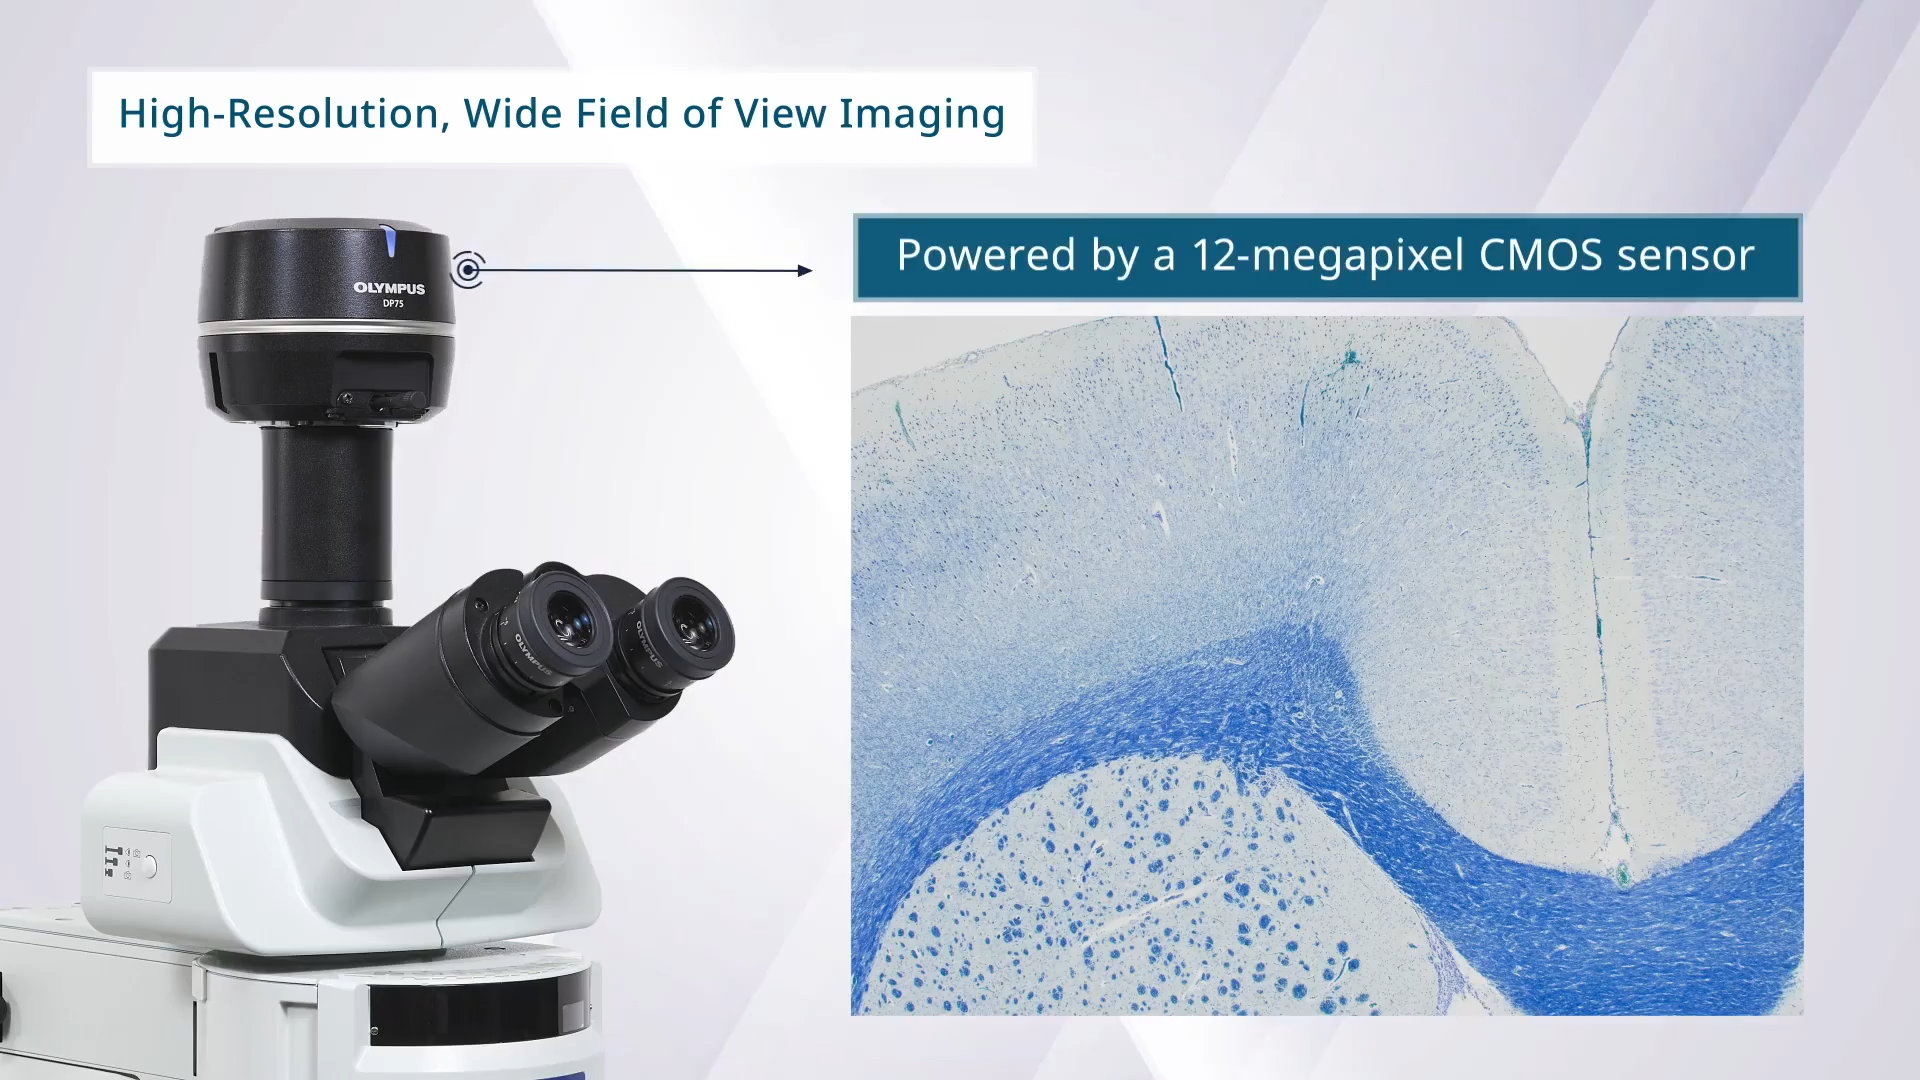 High-Resolution, Wide Field of View Imaging
Powered by a 12-megapixel CMOS sensor
OLYMPUS
DP75
OLYMPUS
OLYMPUS